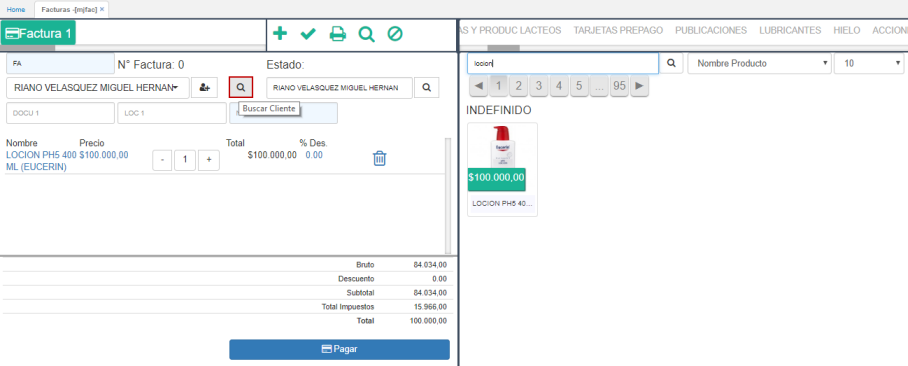 Home Facturas -[mjfac] ×
Factura 1
AS Y PRODUC LACTEOS TARJETAS PREPAGO PUBLICACIONES LUBRICANTES HIELO ACCION
FA N° Factura: 0 Estado:
RIANO VELASQUEZ MIGUEL HERNAN RIANO VELASQUEZ MIGUEL HERNAN
Buscar Cliente
DOCU 1 LOC 1
Nombre Precio Total % Des.
LOCION PH5 400 $100.000,00 - 1 + $100.000,00 0.00
ML (EUCERIN)
Bruto 84.034,00
Descuento 0.00
Subtotal 84.034,00
Total Impuestos 15.966,00
Total 100.000,00
Pagar
locion Nombre Producto 10
1 2 3 4 5 ... 95
INDEFINIDO
Eucerin
$100.000,00
LOCION PH5 40...